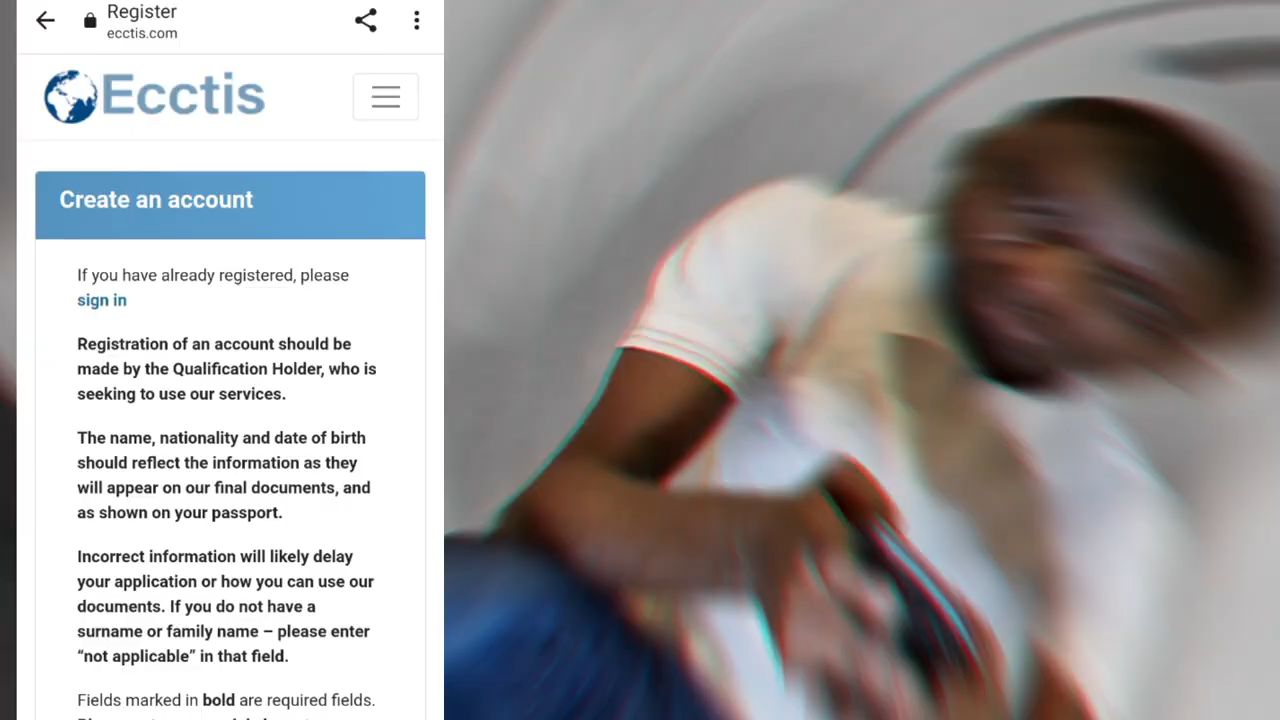 Register
ecctis.com
Ecctis
Create an account
If you have already registered, please
sign in
Registration of an account should be
made by the Qualification Holder, who is
seeking to use our services.
The name, nationality and date of birth
should reflect the information as they
will appear on our final documents, and
as shown on your passport.
Incorrect information will likely delay
your application or how you can use our
documents. If you do not have a
surname or family name – please enter
“not applicable” in that field.
Fields marked in bold are required fields.